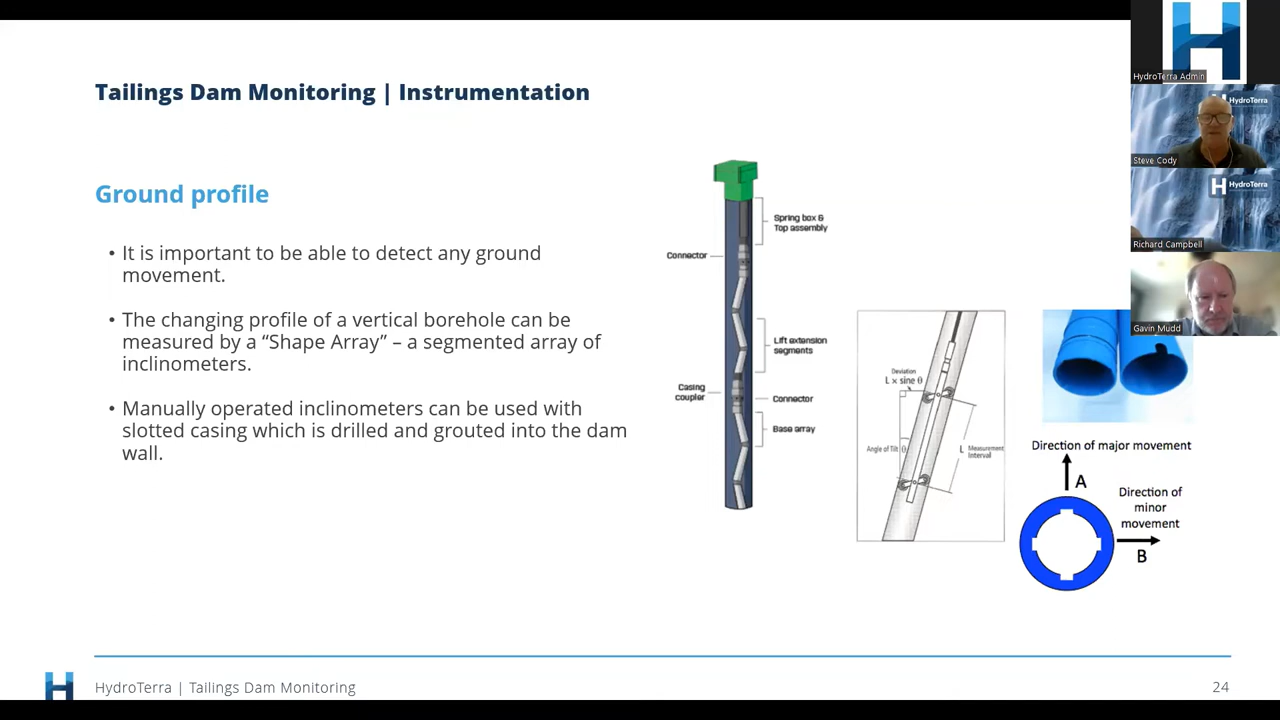 Tailings Dam Monitoring | Instrumentation
Ground profile
• It is important to be able to detect any ground
movement.
• The changing profile of a vertical borehole can be
measured by a “Shape Array” – a segmented array of
inclinometers.
• Manually operated inclinometers can be used with
slotted casing which is drilled and grouted into the dam
wall.
Spring box &
Top assembly
Connector
Lift extension
segments
Casing
coupler
Connector
Base array
Deviation
L × sine θ
Angle of Tilt θ
L Measurement
Interval
Direction of major movement
A
Direction of
minor
movement
B
HydroTerra Admin
HydroTerra
Steve Cody
HydroTerra
Richard Campbell
Gavin Mudd
HydroTerra | Tailings Dam Monitoring
24